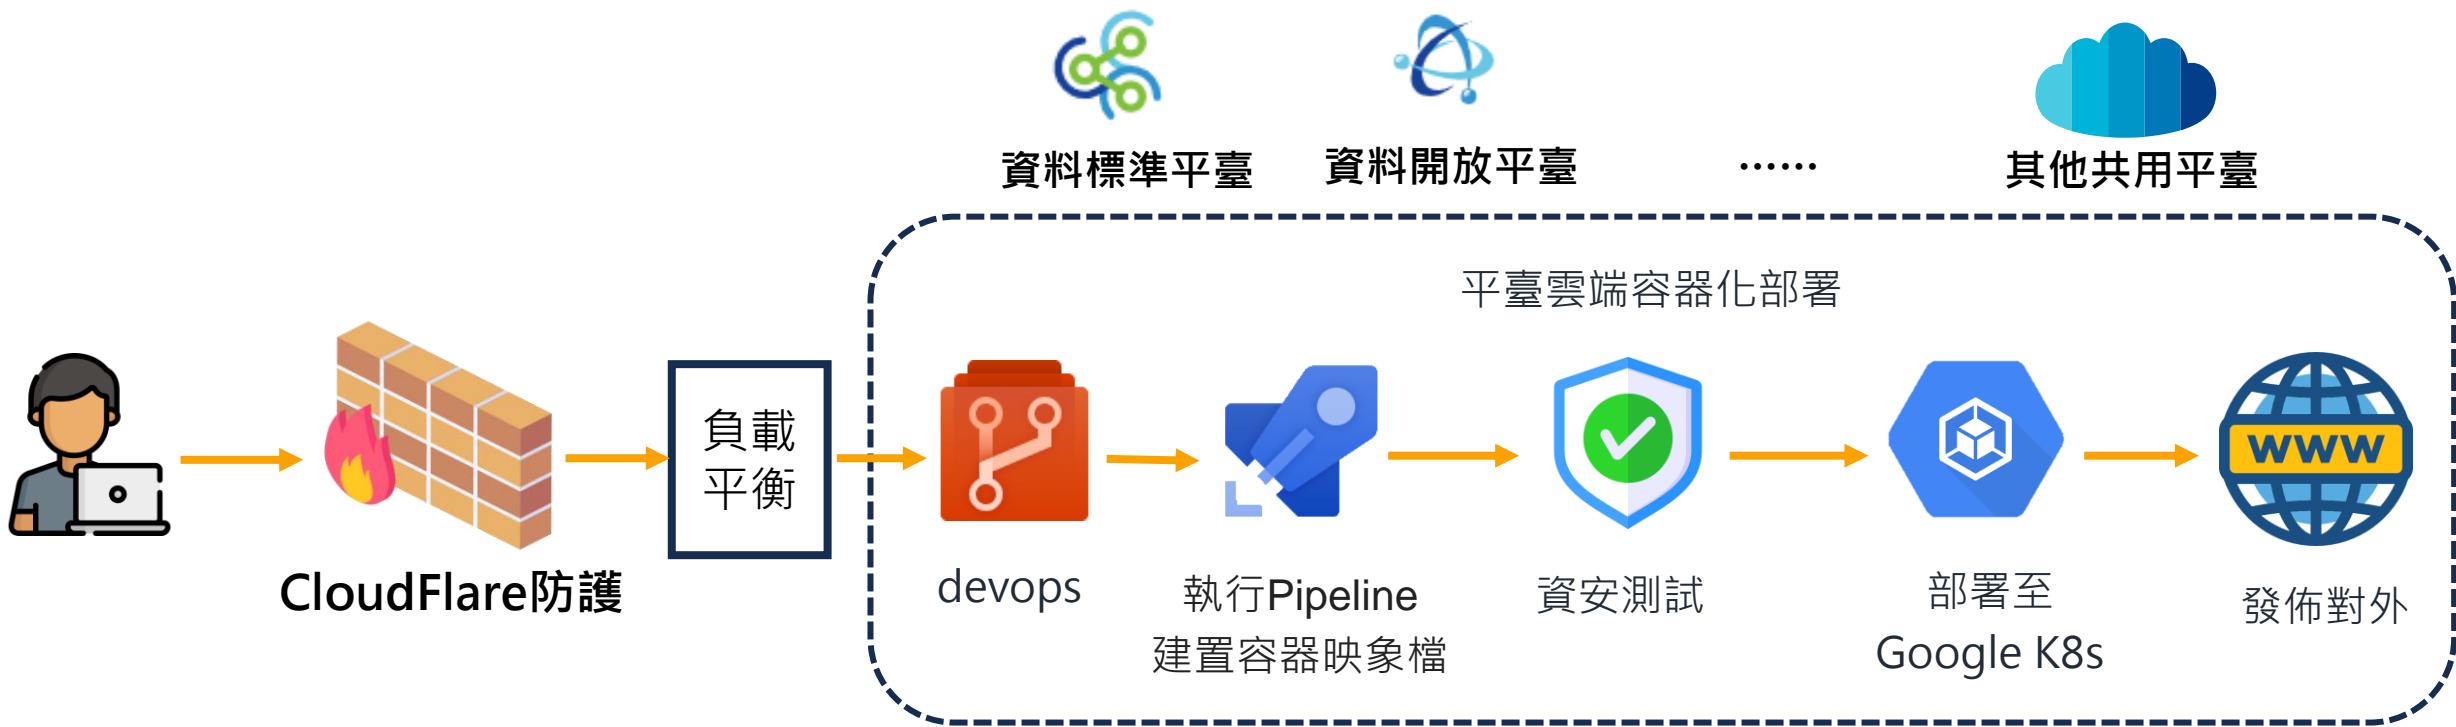 資料標準平臺
資料開放平臺
……
其他共用平臺
平臺雲端容器化部署
負載
平衡
WWW
CloudFlare防護
devops
執行Pipeline
建置容器映象檔
資安測試
部署至
Google K8s
發佈對外